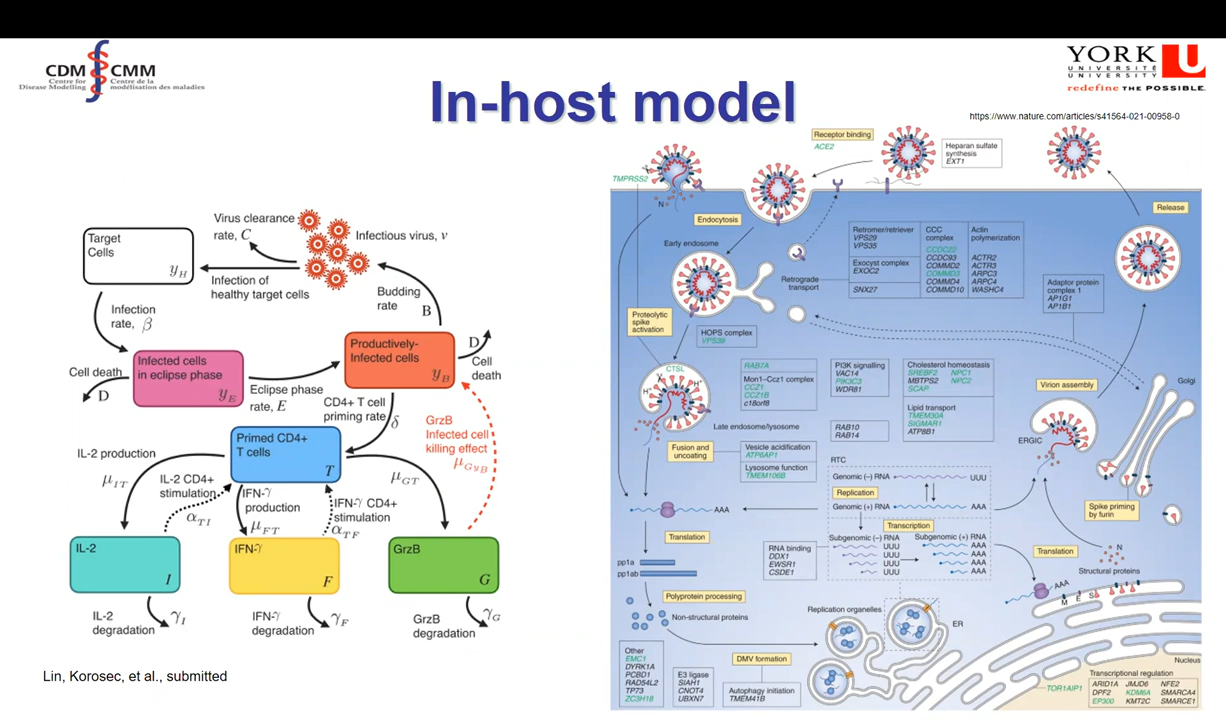 CDM CMM
Centre for Disease Modelling
Centre de la modélisation des maladies
In-host model
YORK U
UNIVERSITÉ
UNIVERSITY
redefine THE POSSIBLE.
https://www.nature.com/articles/s41564-021-00958-0
Virus clearance
rate, C
Infectious virus, v
Target
Cells
y_H
Infection of
healthy target cells
Budding
rate
B
Infection
rate, β
Infected cells
in eclipse phase
y_E
Productively-
Infected cells
y_B
D
Cell
death
Cell death
D
Eclipse phase
rate, E
CD4+ T cell
priming rate
δ
GrzB
Infected cell
killing effect
μ_GyB
Primed CD4+
T cells
T
IL-2 production
μ_IT
IL-2 CD4+
stimulation
α_TI
IFN-γ
production
μ_FT
IFN-γ CD4+
stimulation
α_TF
μ_GT
IL-2
I
IFN-γ
F
GrzB
G
IL-2
degradation
γ_I
IFN-γ
degradation
γ_F
GrzB
degradation
γ_G
Lin, Korosec, et al., submitted
Receptor binding
ACE2
Heparan sulfate
synthesis
EXT1
TMPRSS2
N
Endocytosis
Release
Early endosome
Retrograde
transport
Retromer/retriever
VPS29
VPS35
Exocyst complex
EXOC2
SNX27
CCC
complex
CCDC22
CCDC93
COMMD2
COMMD3
COMMD4
COMMD10
Actin
polymerization
ACTR2
ACTR3
ARPC3
ARPC4
WASHC4
Adaptor protein
complex 1
AP1G1
AP1B1
Proteolytic
spike
activation
HOPS complex
VPS39
CTSL
H+
H+
RAB7A
Mon1–Ccz1 complex
CCZ1
CCZ1B
c18orf8
PI3K signalling
VAC14
PIK3C3
WDR81
RAB10
RAB14
Cholesterol homeostasis
SREBF2 NPC1
MBTPS2 NPC2
SCAP
Lipid transport
TMEM30A
SIGMAR1
ATP8B1
Virion assembly
Golgi
ERGIC
Late endosome/lysosome
Fusion and
uncoating
Vesicle acidification
ATP6AP1
Lysosome function
TMEM106B
RTC
Genomic (–) RNA
UUU
Replication
Genomic (+) RNA
AAA
Transcription
Subgenomic (–) RNA
UUU
UUU
UUU
UUU
Subgenomic (+) RNA
AAA
AAA
AAA
AAA
Spike priming
by furin
AAA
Translation
pp1a
pp1ab
RNA binding
DDX1
EWSR1
CSDE1
Translation
N
Structural proteins
AAA
M E S
Polyprotein processing
Non-structural proteins
Replication organelles
ER
DMV formation
Autophagy initiation
TMEM41B
Other
EMC1
DYRK1A
PCBD1
RAD54L2
TP73
ZC3H18
E3 ligase
SIAH1
CNOT4
UBXN7
Nucleus
Transcriptional regulation
TOR1AIP1
ARID1A JMJD6 NFE2
DPF2 KDM6A SMARCA4
EP300 KMT2C SMARCE1